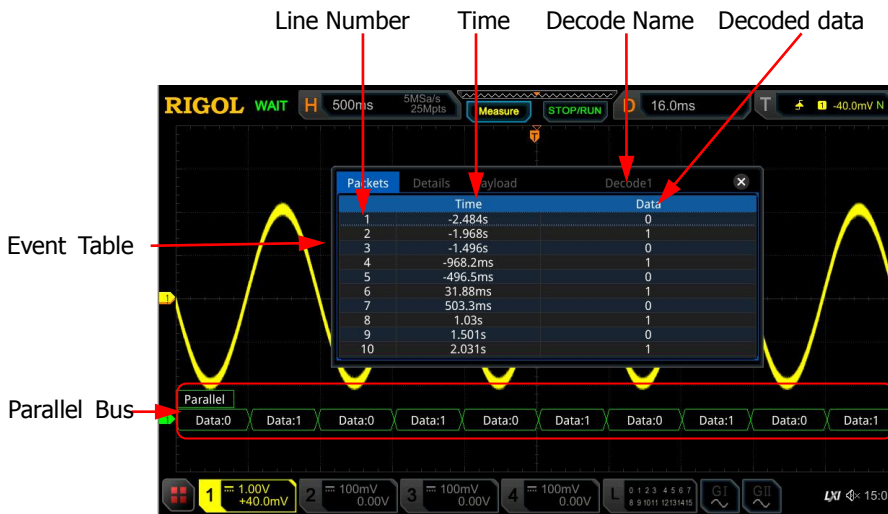 Line Number Time Decode Name Decoded data
RIGOL WAIT H 500ms 5MSa/s 25Mpts Measure STOP/RUN D 16.0ms T 1 -40.0mV N
T
Packets Details Payload Decode1
Time Data
1 -2.484s 0
2 -1.968s 1
3 -1.496s 0
4 -968.2ms 1
5 -496.5ms 0
6 31.88ms 1
7 503.3ms 0
8 1.03s 1
9 1.501s 0
10 2.031s 1
Event Table
1
Parallel Bus
Parallel
Data:0 Data:1 Data:0 Data:1 Data:0 Data:1 Data:0 Data:1 Data:0 Data:1
1 1.00V +40.0mV 2 100mV 0.00V 3 100mV 0.00V 4 100mV 0.00V L 0 1 2 3 4 5 6 7 8 9 10 11 12 13 14 15 GI GII LXI 15:0